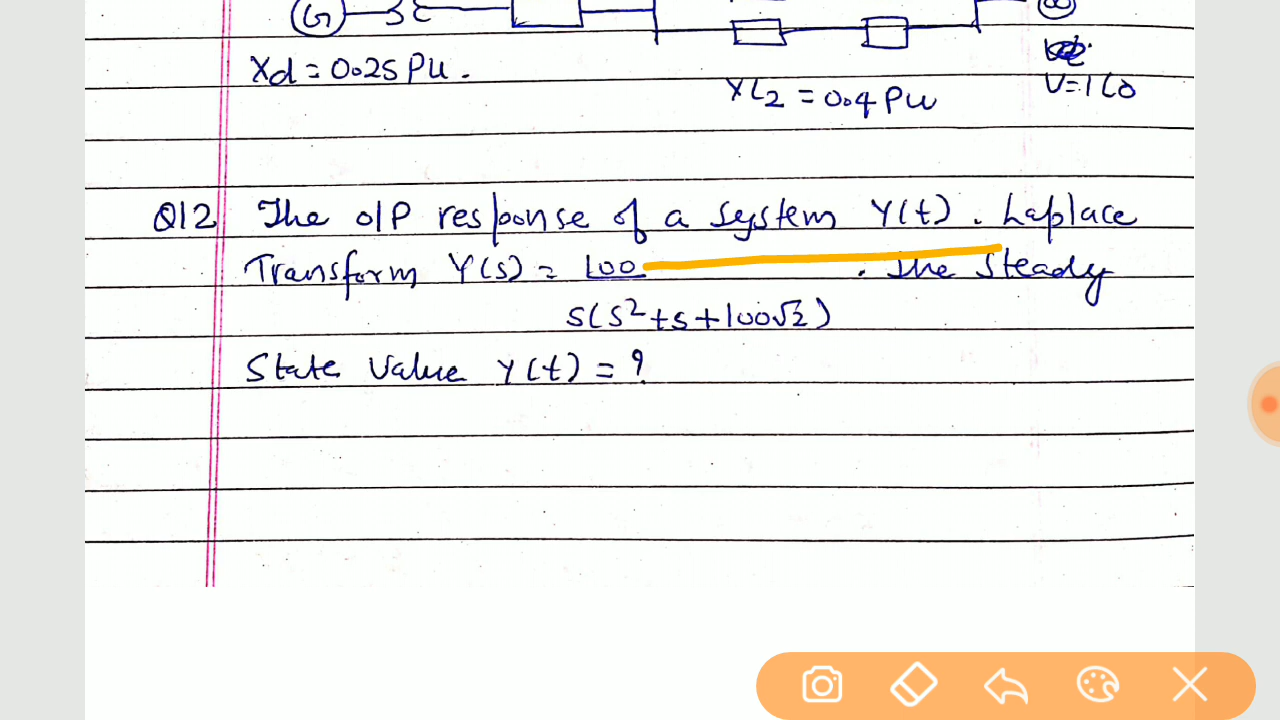 G
Xd = 0.25 PU.
XL2 = 0.4 PU
V = 1∠0
Q12 The o/P response of a system Y(t). Laplace
Transform Y(s) = 100 . The Steady
s(s²+s+100√2)
State Value Y(t) = ?